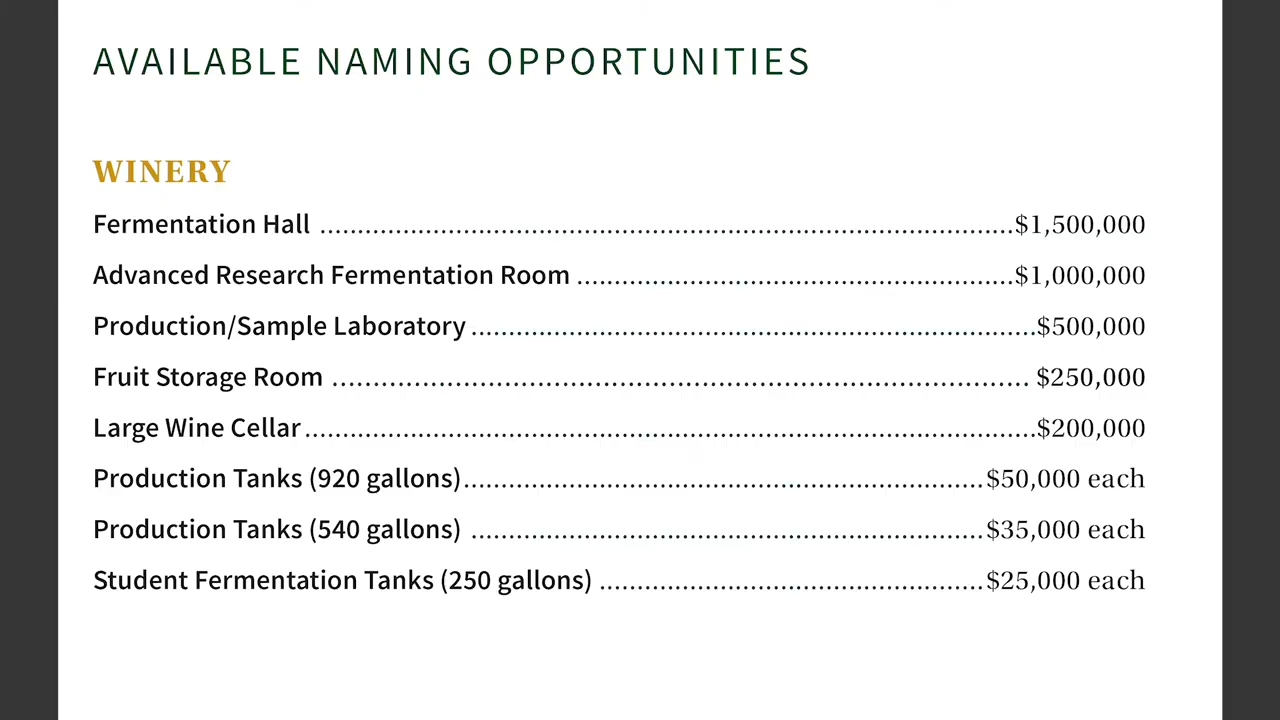 AVAILABLE NAMING OPPORTUNITIES
WINERY
Fermentation Hall ............................................................................................$1,500,000
Advanced Research Fermentation Room ..........................................................$1,000,000
Production/Sample Laboratory ...........................................................................$500,000
Fruit Storage Room ........................................................................................ $250,000
Large Wine Cellar.................................................................................................$200,000
Production Tanks (920 gallons).....................................................................$50,000 each
Production Tanks (540 gallons) ....................................................................$35,000 each
Student Fermentation Tanks (250 gallons) ...................................................$25,000 each